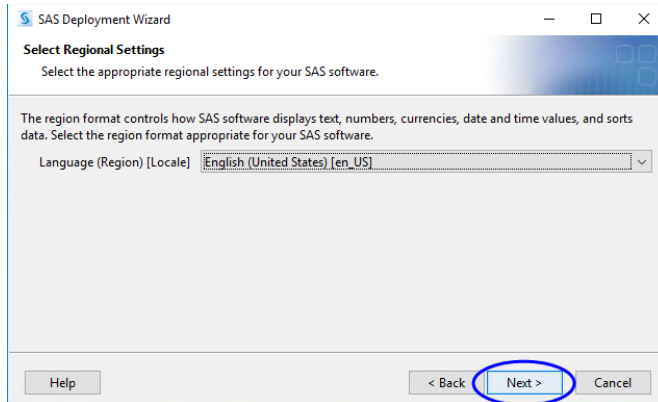 SAS Deployment Wizard
Select Regional Settings
Select the appropriate regional settings for your SAS software.
The region format controls how SAS software displays text, numbers, currencies, date and time values, and sorts
data. Select the region format appropriate for your SAS software.
Language (Region) [Locale] English (United States) [en_US]
Help < Back Next > Cancel